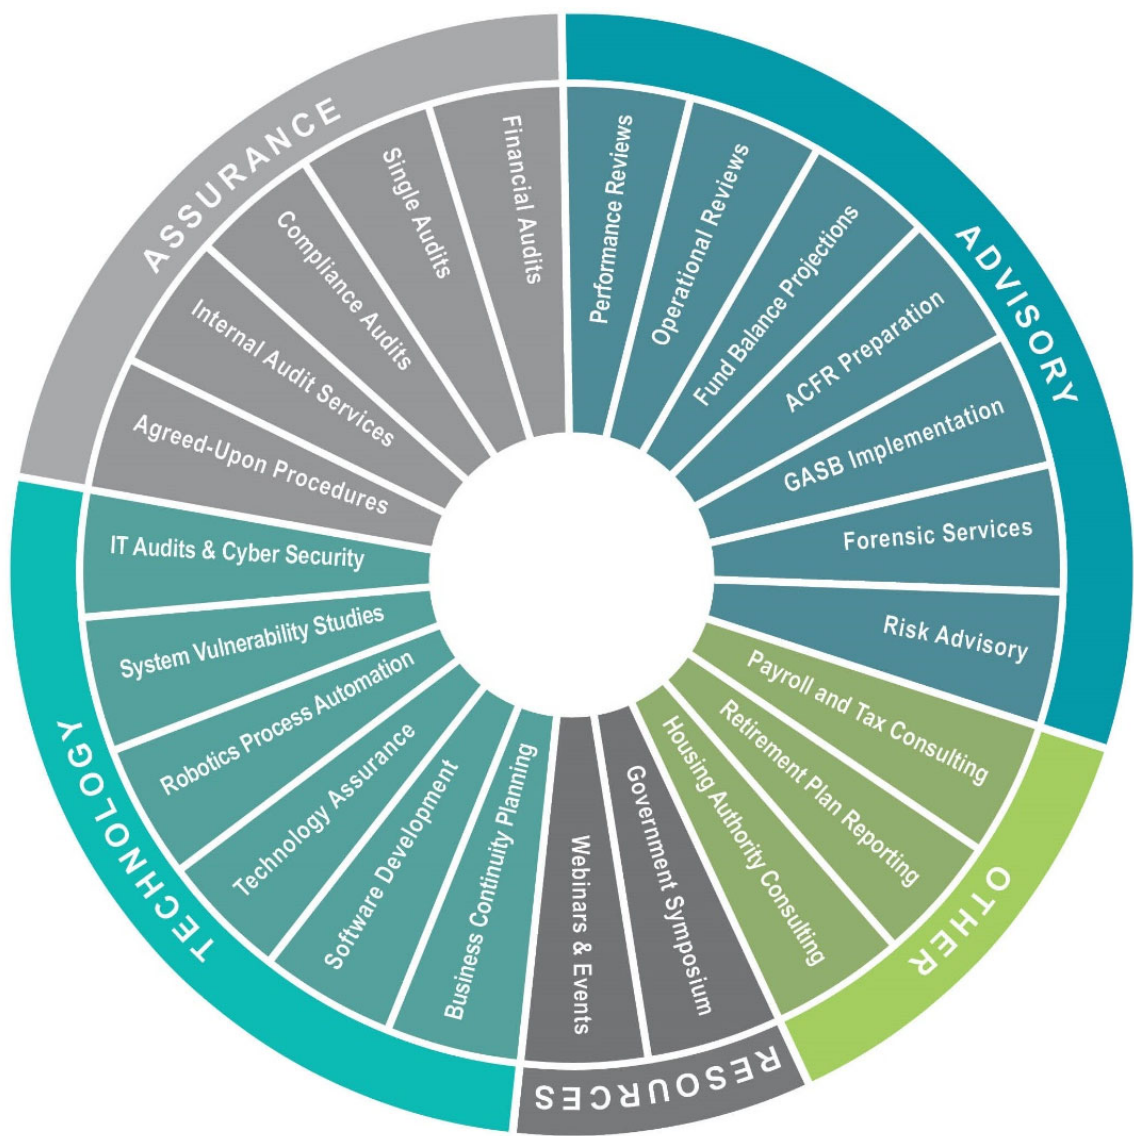 ADVISORY
Performance Reviews
Operational Reviews
Fund Balance Projections
ACFR Preparation
GASB Implementation
Forensic Services
Risk Advisory
OTHER
Payroll and Tax Consulting
Retirement Plan Reporting
Housing Authority Consulting
RESOURCES
Government Symposium
Webinars & Events
TECHNOLOGY
Business Continuity Planning
Software Development
Technology Assurance
Robotics Process Automation
System Vulnerability Studies
IT Audits & Cyber Security
ASSURANCE
Agreed-Upon Procedures
Internal Audit Services
Compliance Audits
Single Audits
Financial Audits